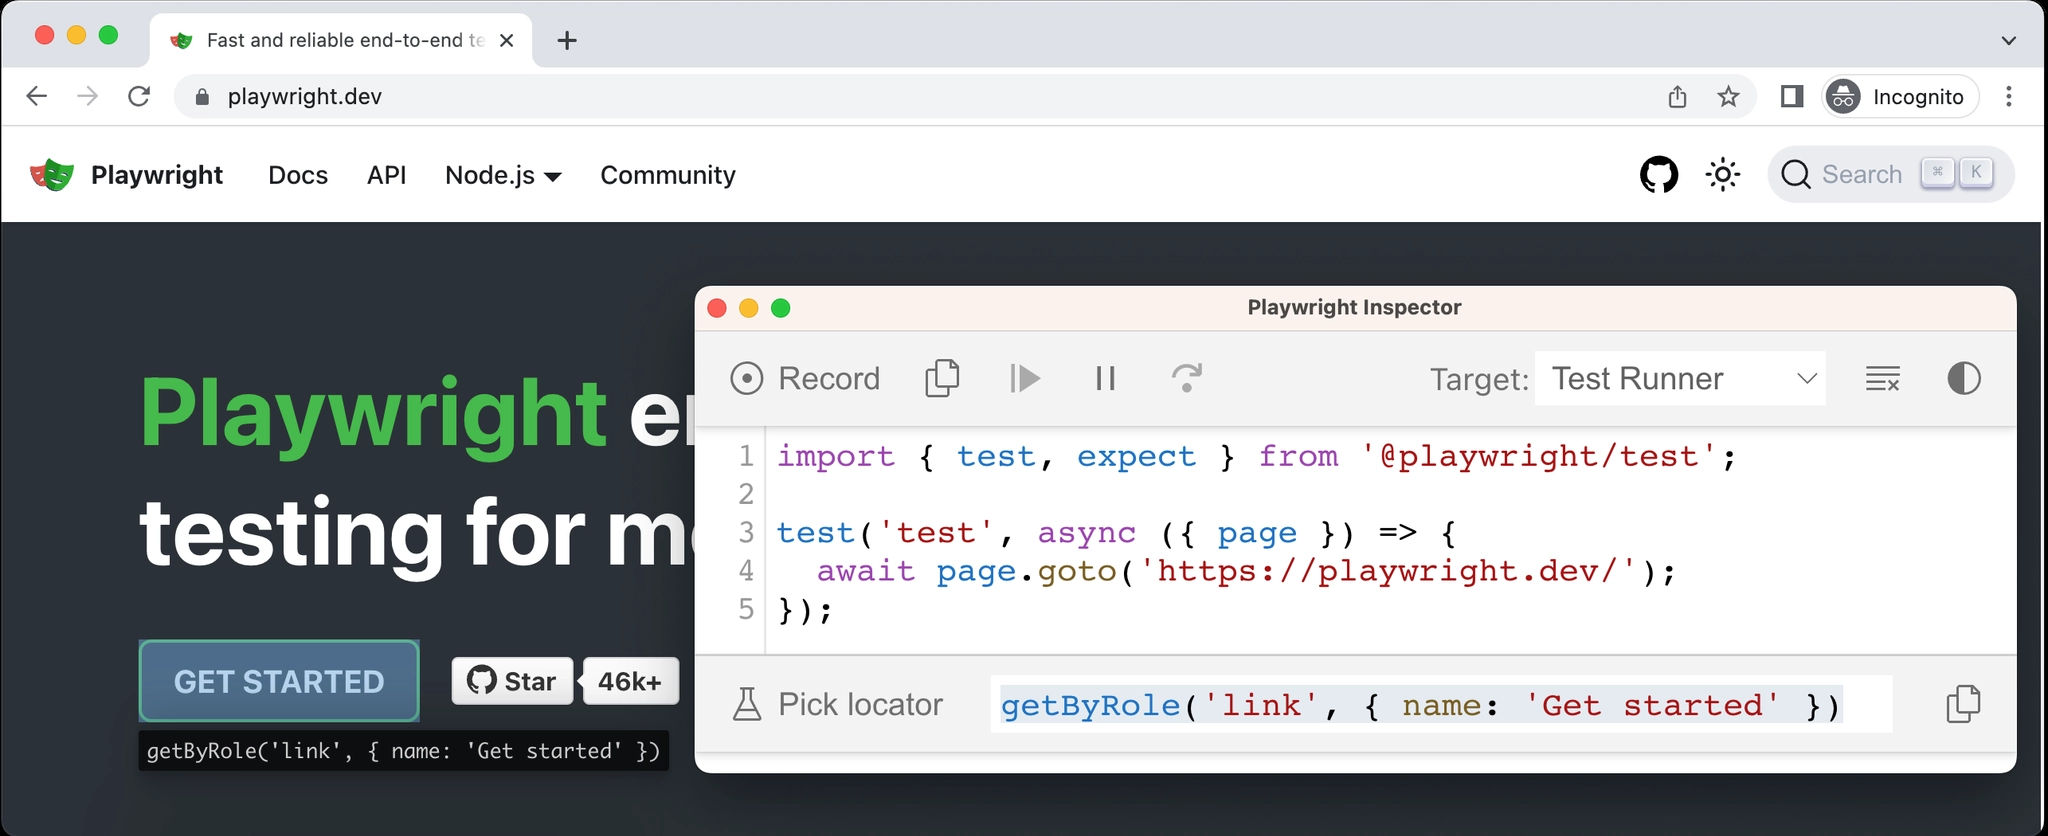 Fast and reliable end-to-end te
playwright.dev
Incognito
Playwright Docs API Node.js Community
Search ⌘ K
Playwright Inspector
Record Target: Test Runner
1 import { test, expect } from '@playwright/test';
2
3 test('test', async ({ page }) => {
4   await page.goto('https://playwright.dev/');
5 });
Pick locator getByRole('link', { name: 'Get started' })
Playwright e
testing for m
GET STARTED Star 46k+
getByRole('link', { name: 'Get started' })